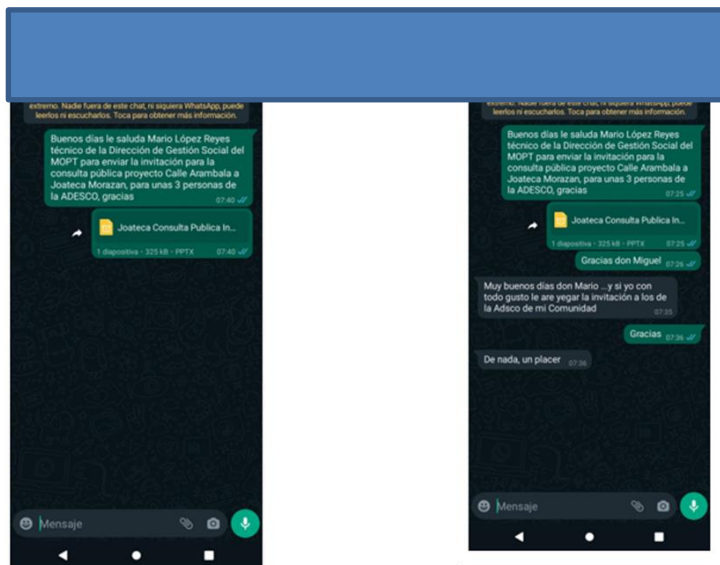 extremo. Nadie fuera de este chat, ni siquiera WhatsApp, puede
leerlos ni escucharlos. Toca para obtener más información.
Buenos días le saluda Mario López Reyes
técnico de la Dirección de Gestión Social del
MOPT para enviar la invitación para la
consulta pública proyecto Calle Arambala a
Joateca Morazan, para unas 3 personas de
la ADESCO, gracias
07:40
Joateca Consulta Publica In...
1 diapositiva • 325 kB • PPTX 07:40
Mensaje
extremo. Nadie fuera de este chat, ni siquiera WhatsApp, puede
leerlos ni escucharlos. Toca para obtener más información.
Buenos días le saluda Mario López Reyes
técnico de la Dirección de Gestión Social del
MOPT para enviar la invitación para la
consulta pública proyecto Calle Arambala a
Joateca Morazan, para unas 3 personas de
la ADESCO, gracias
07:25
Joateca Consulta Publica In...
1 diapositiva • 325 kB • PPTX 07:25
Gracias don Miguel 07:26
Muy buenos días don Mario ...y si yo con
todo gusto le are yegar la invitación a los de
la Adsco de mi Comunidad
07:35
Gracias 07:36
De nada, un placer 07:36
Mensaje